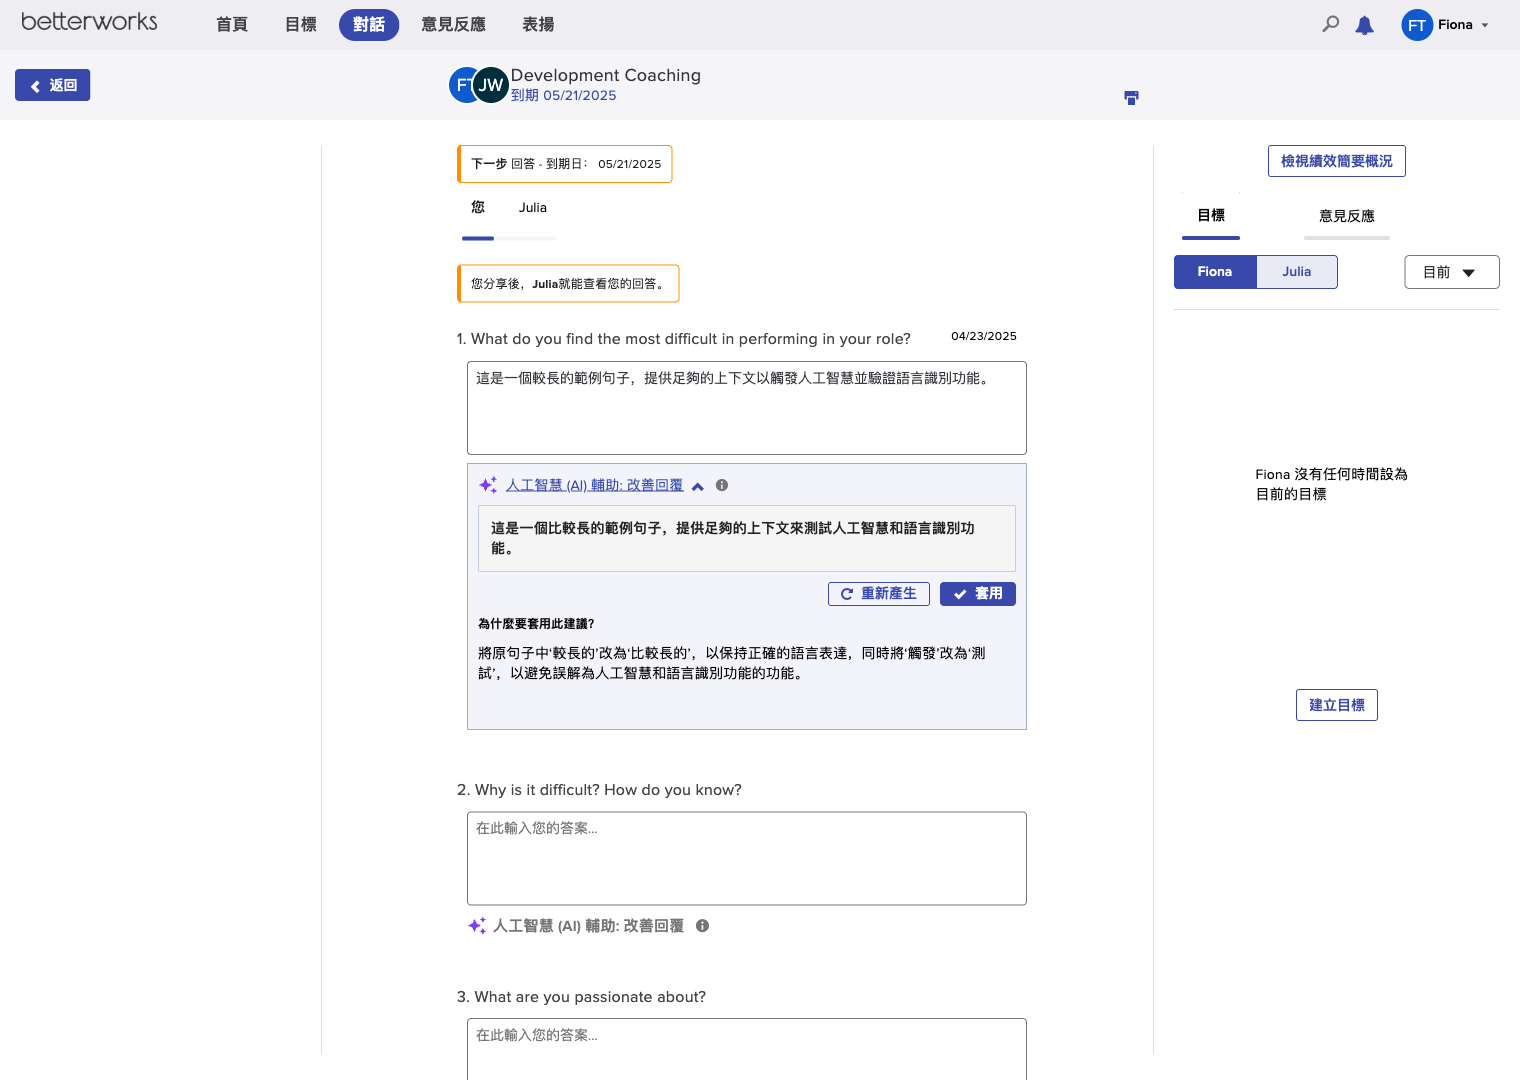 betterworks
首頁
目標
對話
意見反應
表揚
FT
Fiona
返回
FT
JW
Development Coaching
到期 05/21/2025
下一步 回答 - 到期日： 05/21/2025
您
Julia
您分享後，Julia就能查看您的回答。
1. What do you find the most difficult in performing in your role?
04/23/2025
這是一個較長的範例句子，提供足夠的上下文以觸發人工智慧並驗證語言識別功能。
人工智慧 (AI) 輔助: 改善回覆
這是一個比較長的範例句子，提供足夠的上下文來測試人工智慧和語言識別功
能。
重新產生
套用
為什麼要套用此建議?
將原句子中‘較長的’改為‘比較長的’，以保持正確的語言表達，同時將‘觸發’改為‘測
試’，以避免誤解為人工智慧和語言識別功能的功能。
2. Why is it difficult? How do you know?
在此輸入您的答案...
人工智慧 (AI) 輔助: 改善回覆
3. What are you passionate about?
在此輸入您的答案...
檢視績效簡要概況
目標
意見反應
Fiona
Julia
目前
Fiona 沒有任何時間設為
目前的目標
建立目標